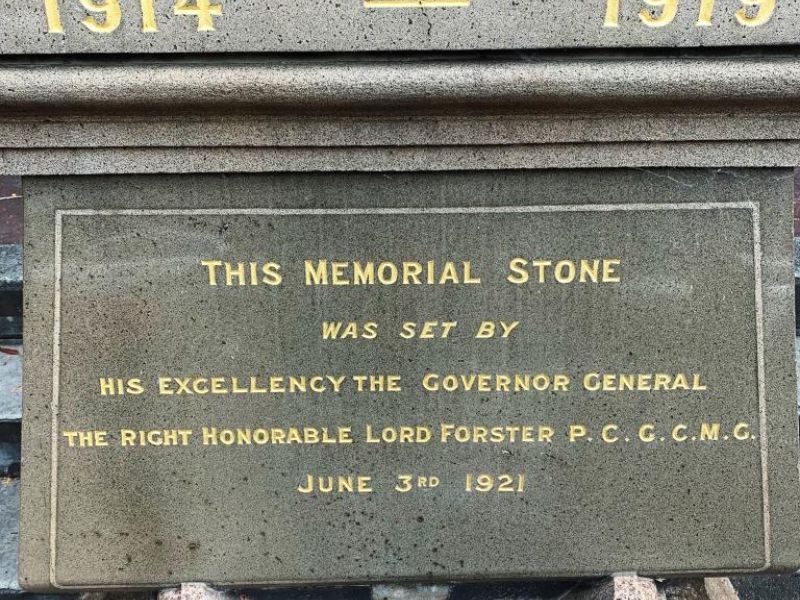 1914 — 1919
THIS MEMORIAL STONE
WAS SET BY
HIS EXCELLENCY THE GOVERNOR GENERAL
THE RIGHT HONORABLE LORD FORSTER P.C. G.C.M.G.
JUNE 3RD 1921